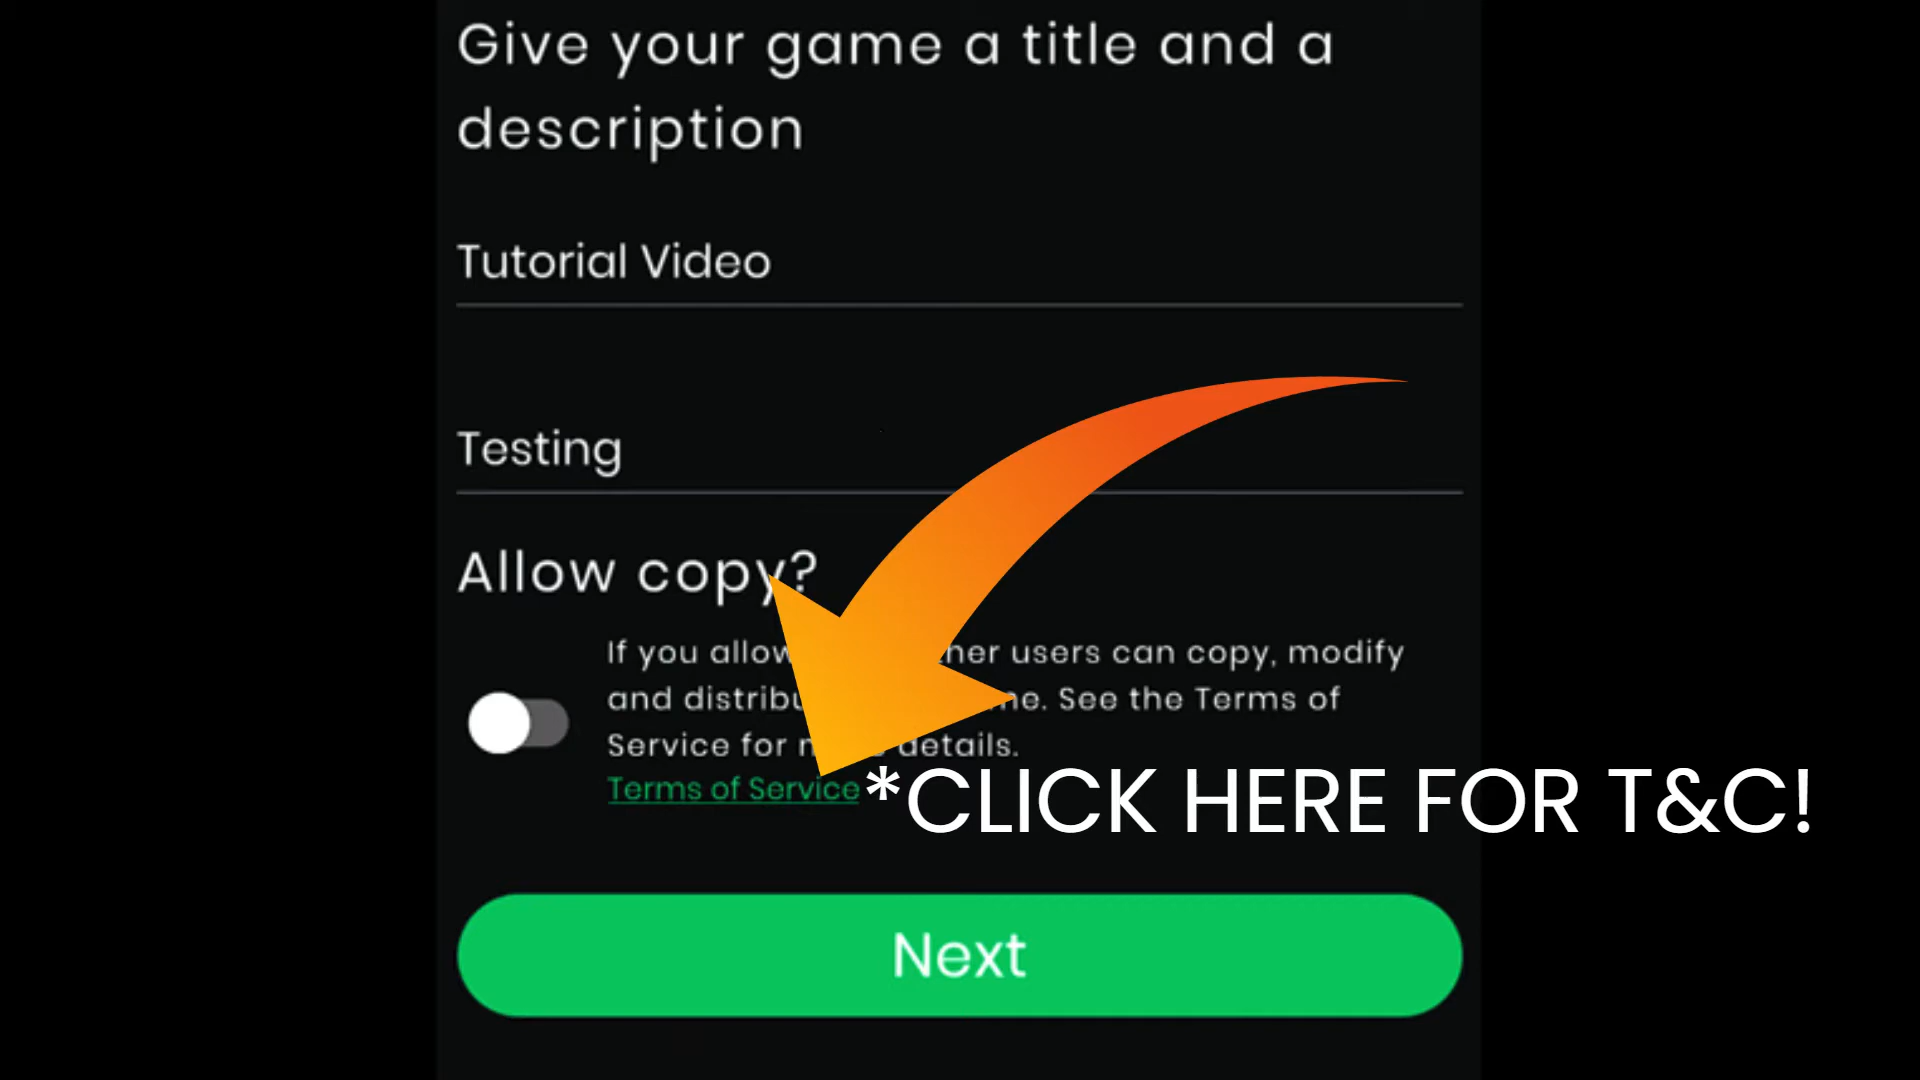 Give your game a title and a
description
Tutorial Video
Testing
Allow copy?
If you allow her users can copy, modify
and distribu me. See the Terms of
Service for details.
Terms of Service
*CLICK HERE FOR T&C!
Next